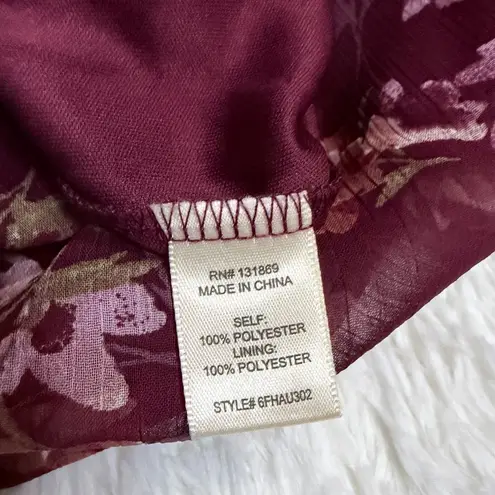 RN# 131869
MADE IN CHINA
SELF:
100% POLYESTER
LINING:
100% POLYESTER
STYLE# 6FHAU302